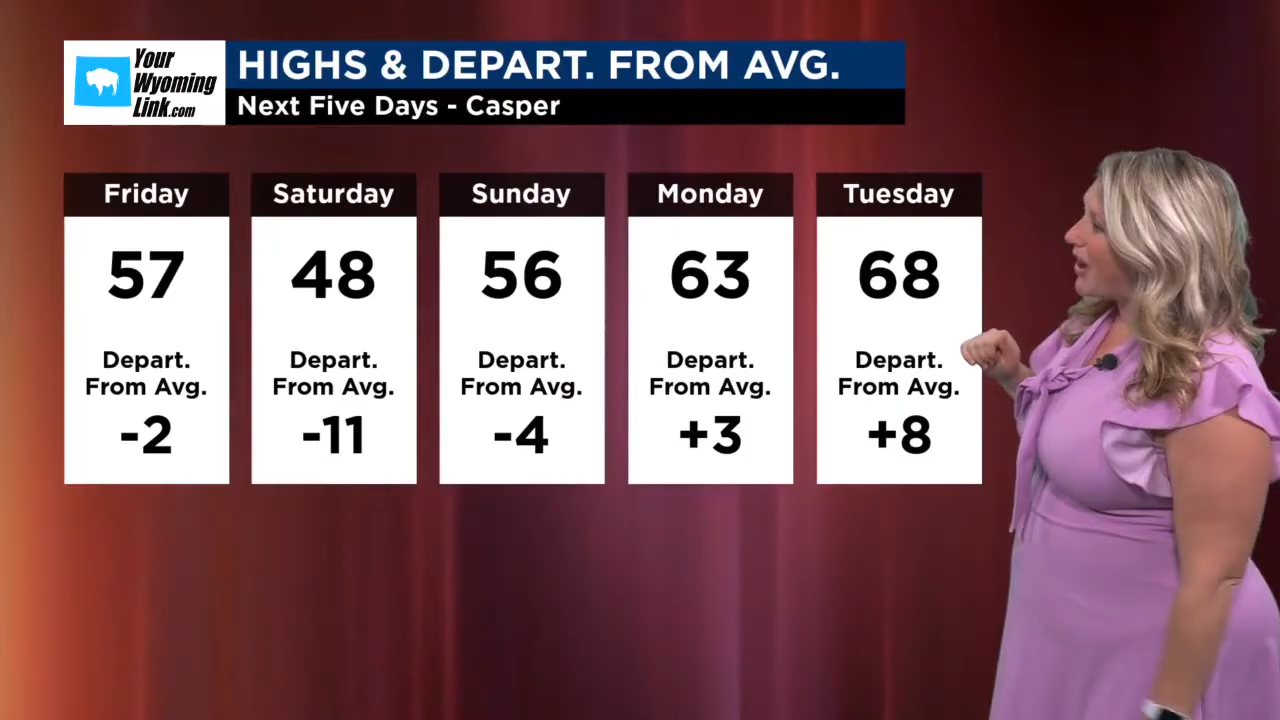 Your
Wyoming
Link.com
HIGHS & DEPART. FROM AVG.
Next Five Days - Casper
Friday
57
Depart.
From Avg.
-2
Saturday
48
Depart.
From Avg.
-11
Sunday
56
Depart.
From Avg.
-4
Monday
63
Depart.
From Avg.
+3
Tuesday
68
Depart.
From Avg.
+8